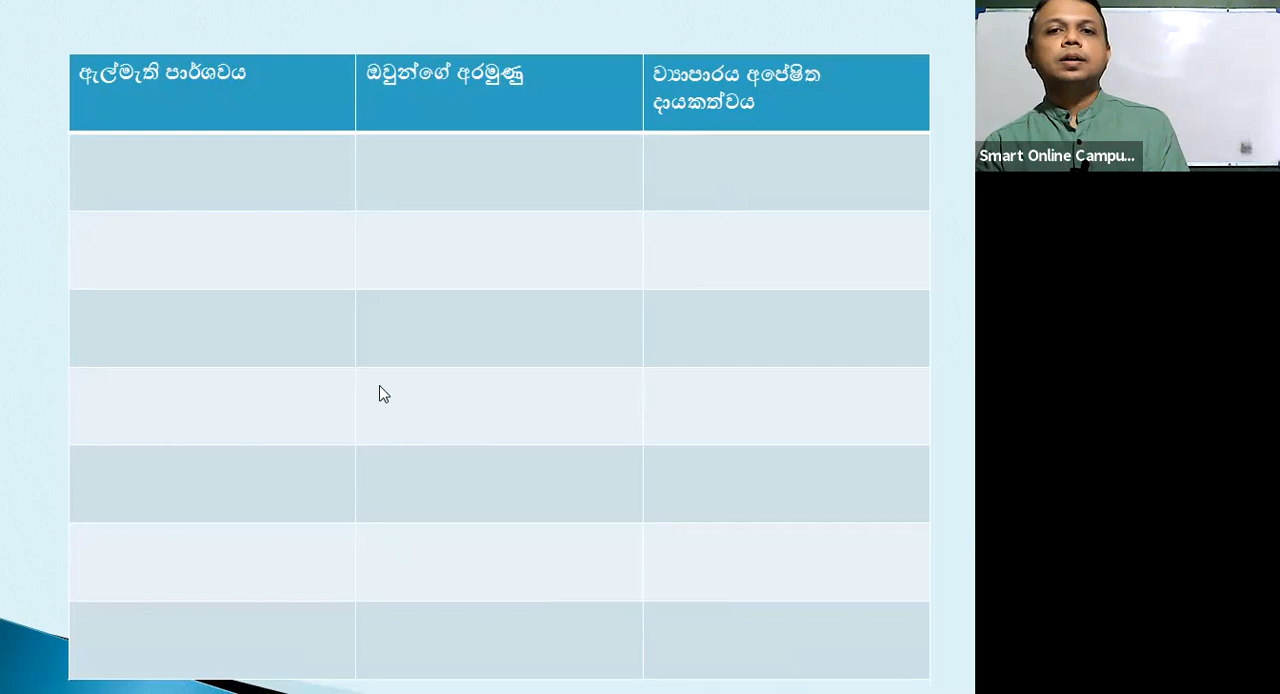 ඇල්මැති පාර්ශවය
ඔවුන්ගේ අරමුණු
ව්‍යාපාරය අපේෂිත
දායකත්වය
Smart Online Campu...